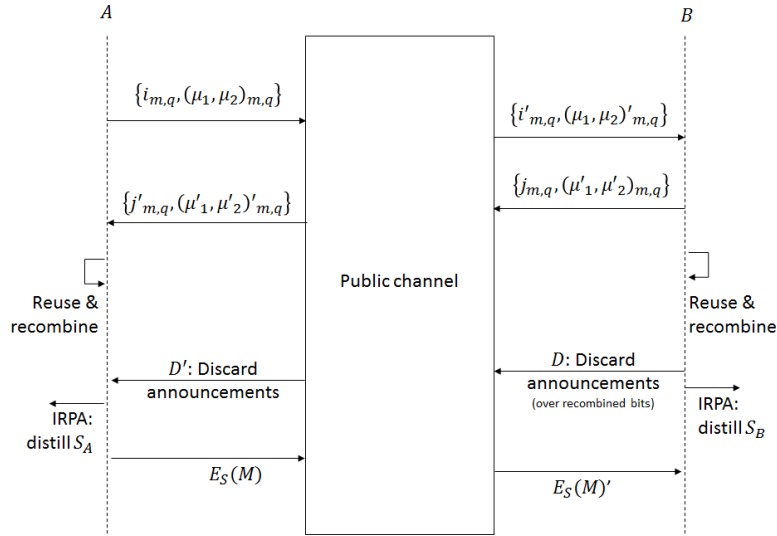 A
B
{i_{m,q}, (μ_1, μ_2)_{m,q}}
{i'_{m,q}, (μ_1, μ_2)'_{m,q}}
{j'_{m,q}, (μ'_1, μ'_2)'_{m,q}}
{j_{m,q}, (μ'_1, μ'_2)_{m,q}}
Public channel
Reuse &
recombine
Reuse &
recombine
D': Discard
announcements
D: Discard
announcements
(over recombined bits)
IRPA:
distill S_A
IRPA:
distill S_B
E_S(M)
E_S(M)'